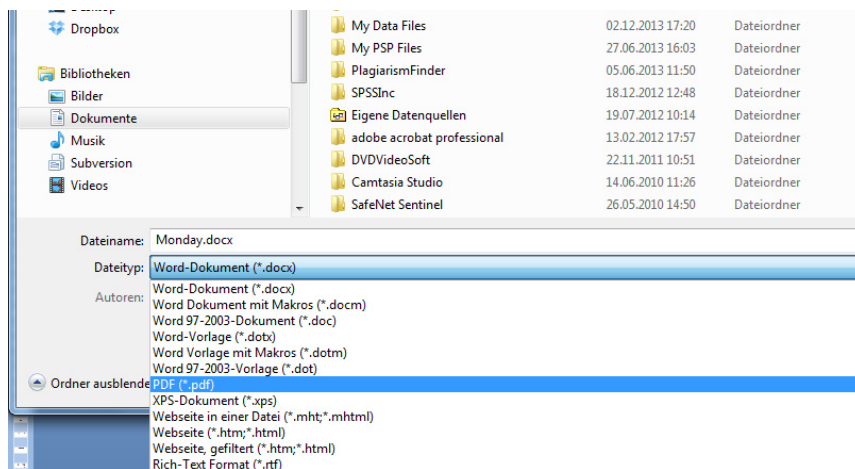 Dropbox
Bibliotheken
Bilder
Dokumente
Musik
Subversion
Videos
My Data Files 02.12.2013 17:20 Dateiordner
My PSP Files 27.06.2013 16:03 Dateiordner
PlagiarismFinder 05.06.2013 11:50 Dateiordner
SPSSInc 18.12.2012 12:48 Dateiordner
Eigene Datenquellen 19.07.2012 10:14 Dateiordner
adobe acrobat professional 13.02.2012 17:57 Dateiordner
DVDVideoSoft 22.11.2011 10:51 Dateiordner
Camtasia Studio 14.06.2010 11:26 Dateiordner
SafeNet Sentinel 26.05.2010 14:50 Dateiordner
Dateiname: Monday.docx
Dateityp: Word-Dokument (*.docx)
Autoren:
Word-Dokument (*.docx)
Word Dokument mit Makros (*.docm)
Word 97-2003-Dokument (*.doc)
Word-Vorlage (*.dotx)
Word Vorlage mit Makros (*.dotm)
Word 97-2003-Vorlage (*.dot)
Ordner ausblende
PDF (*.pdf)
XPS-Dokument (*.xps)
Webseite in einer Datei (*.mht;*.mhtml)
Webseite (*.htm;*.html)
Webseite, gefiltert (*.htm;*.html)
Rich-Text Format (*.rtf)